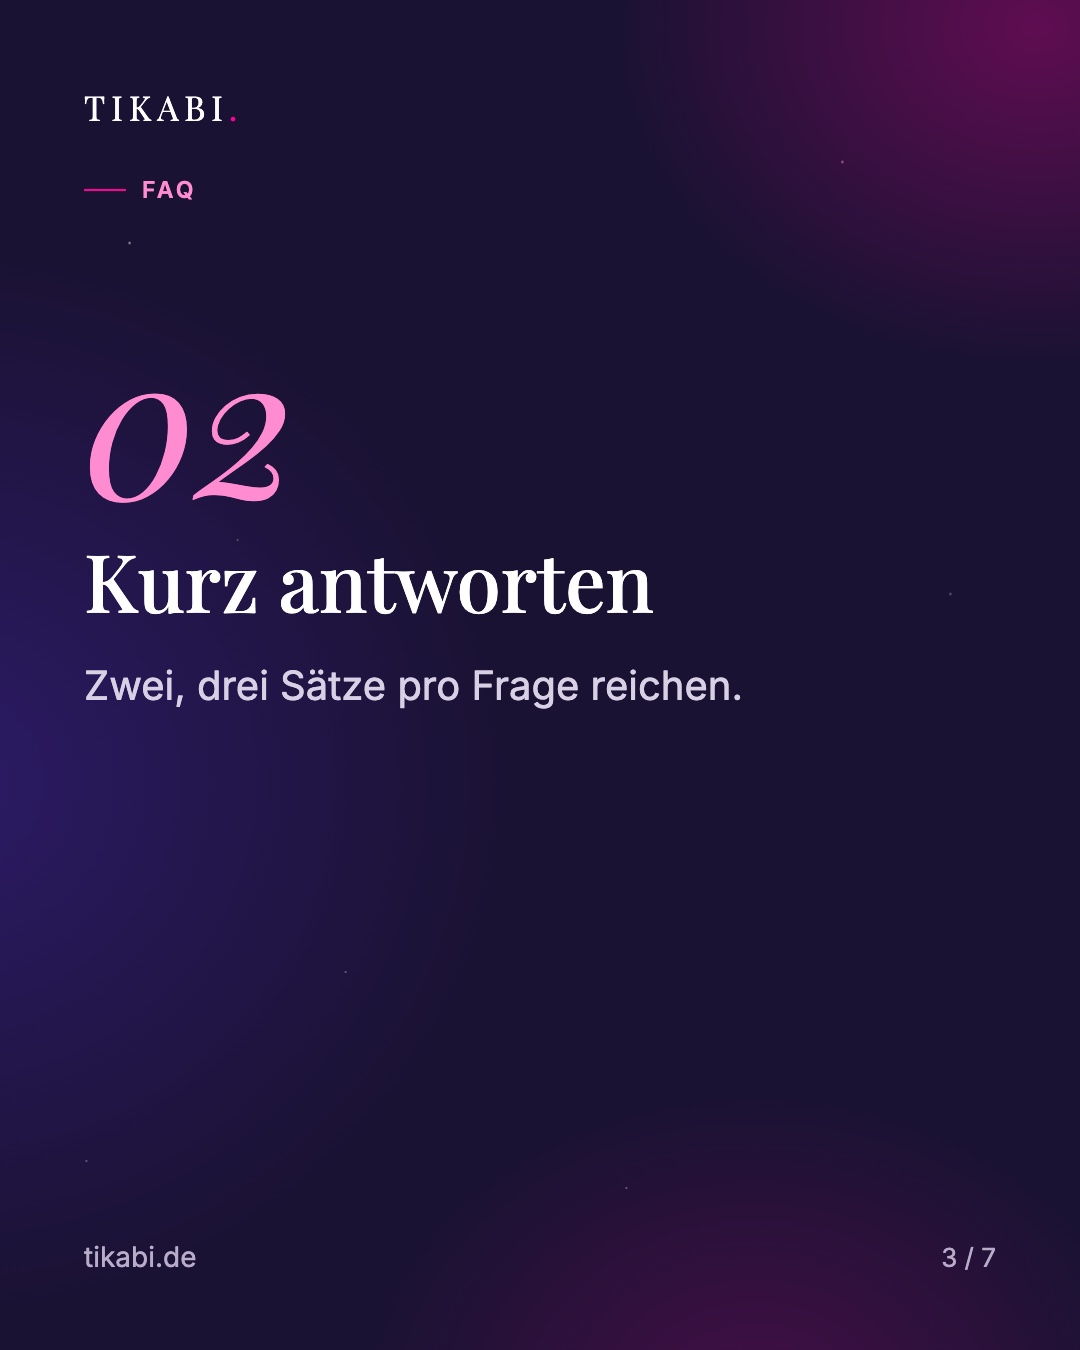 TIKABI.
FAQ
02
Kurz antworten
Zwei, drei Sätze pro Frage reichen.
tikabi.de
3 / 7